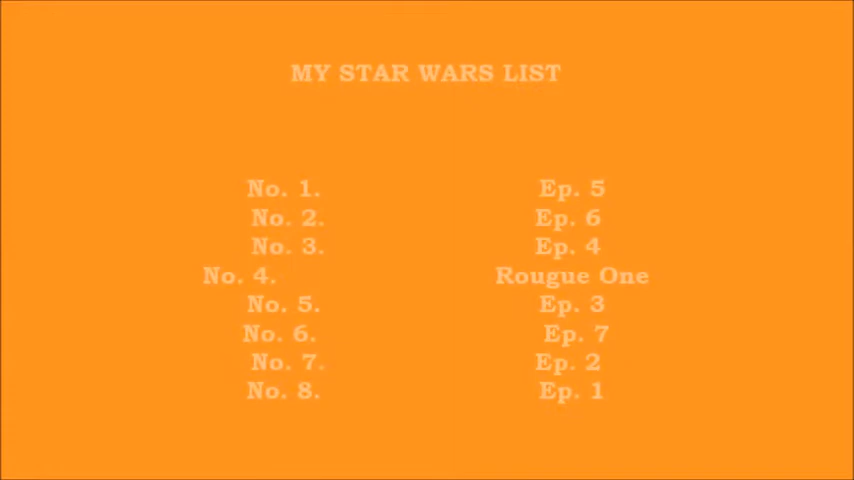 MY STAR WARS LIST
No. 1. Ep. 5
No. 2. Ep. 6
No. 3. Ep. 4
No. 4. Rougue One
No. 5. Ep. 3
No. 6. Ep. 7
No. 7. Ep. 2
No. 8. Ep. 1